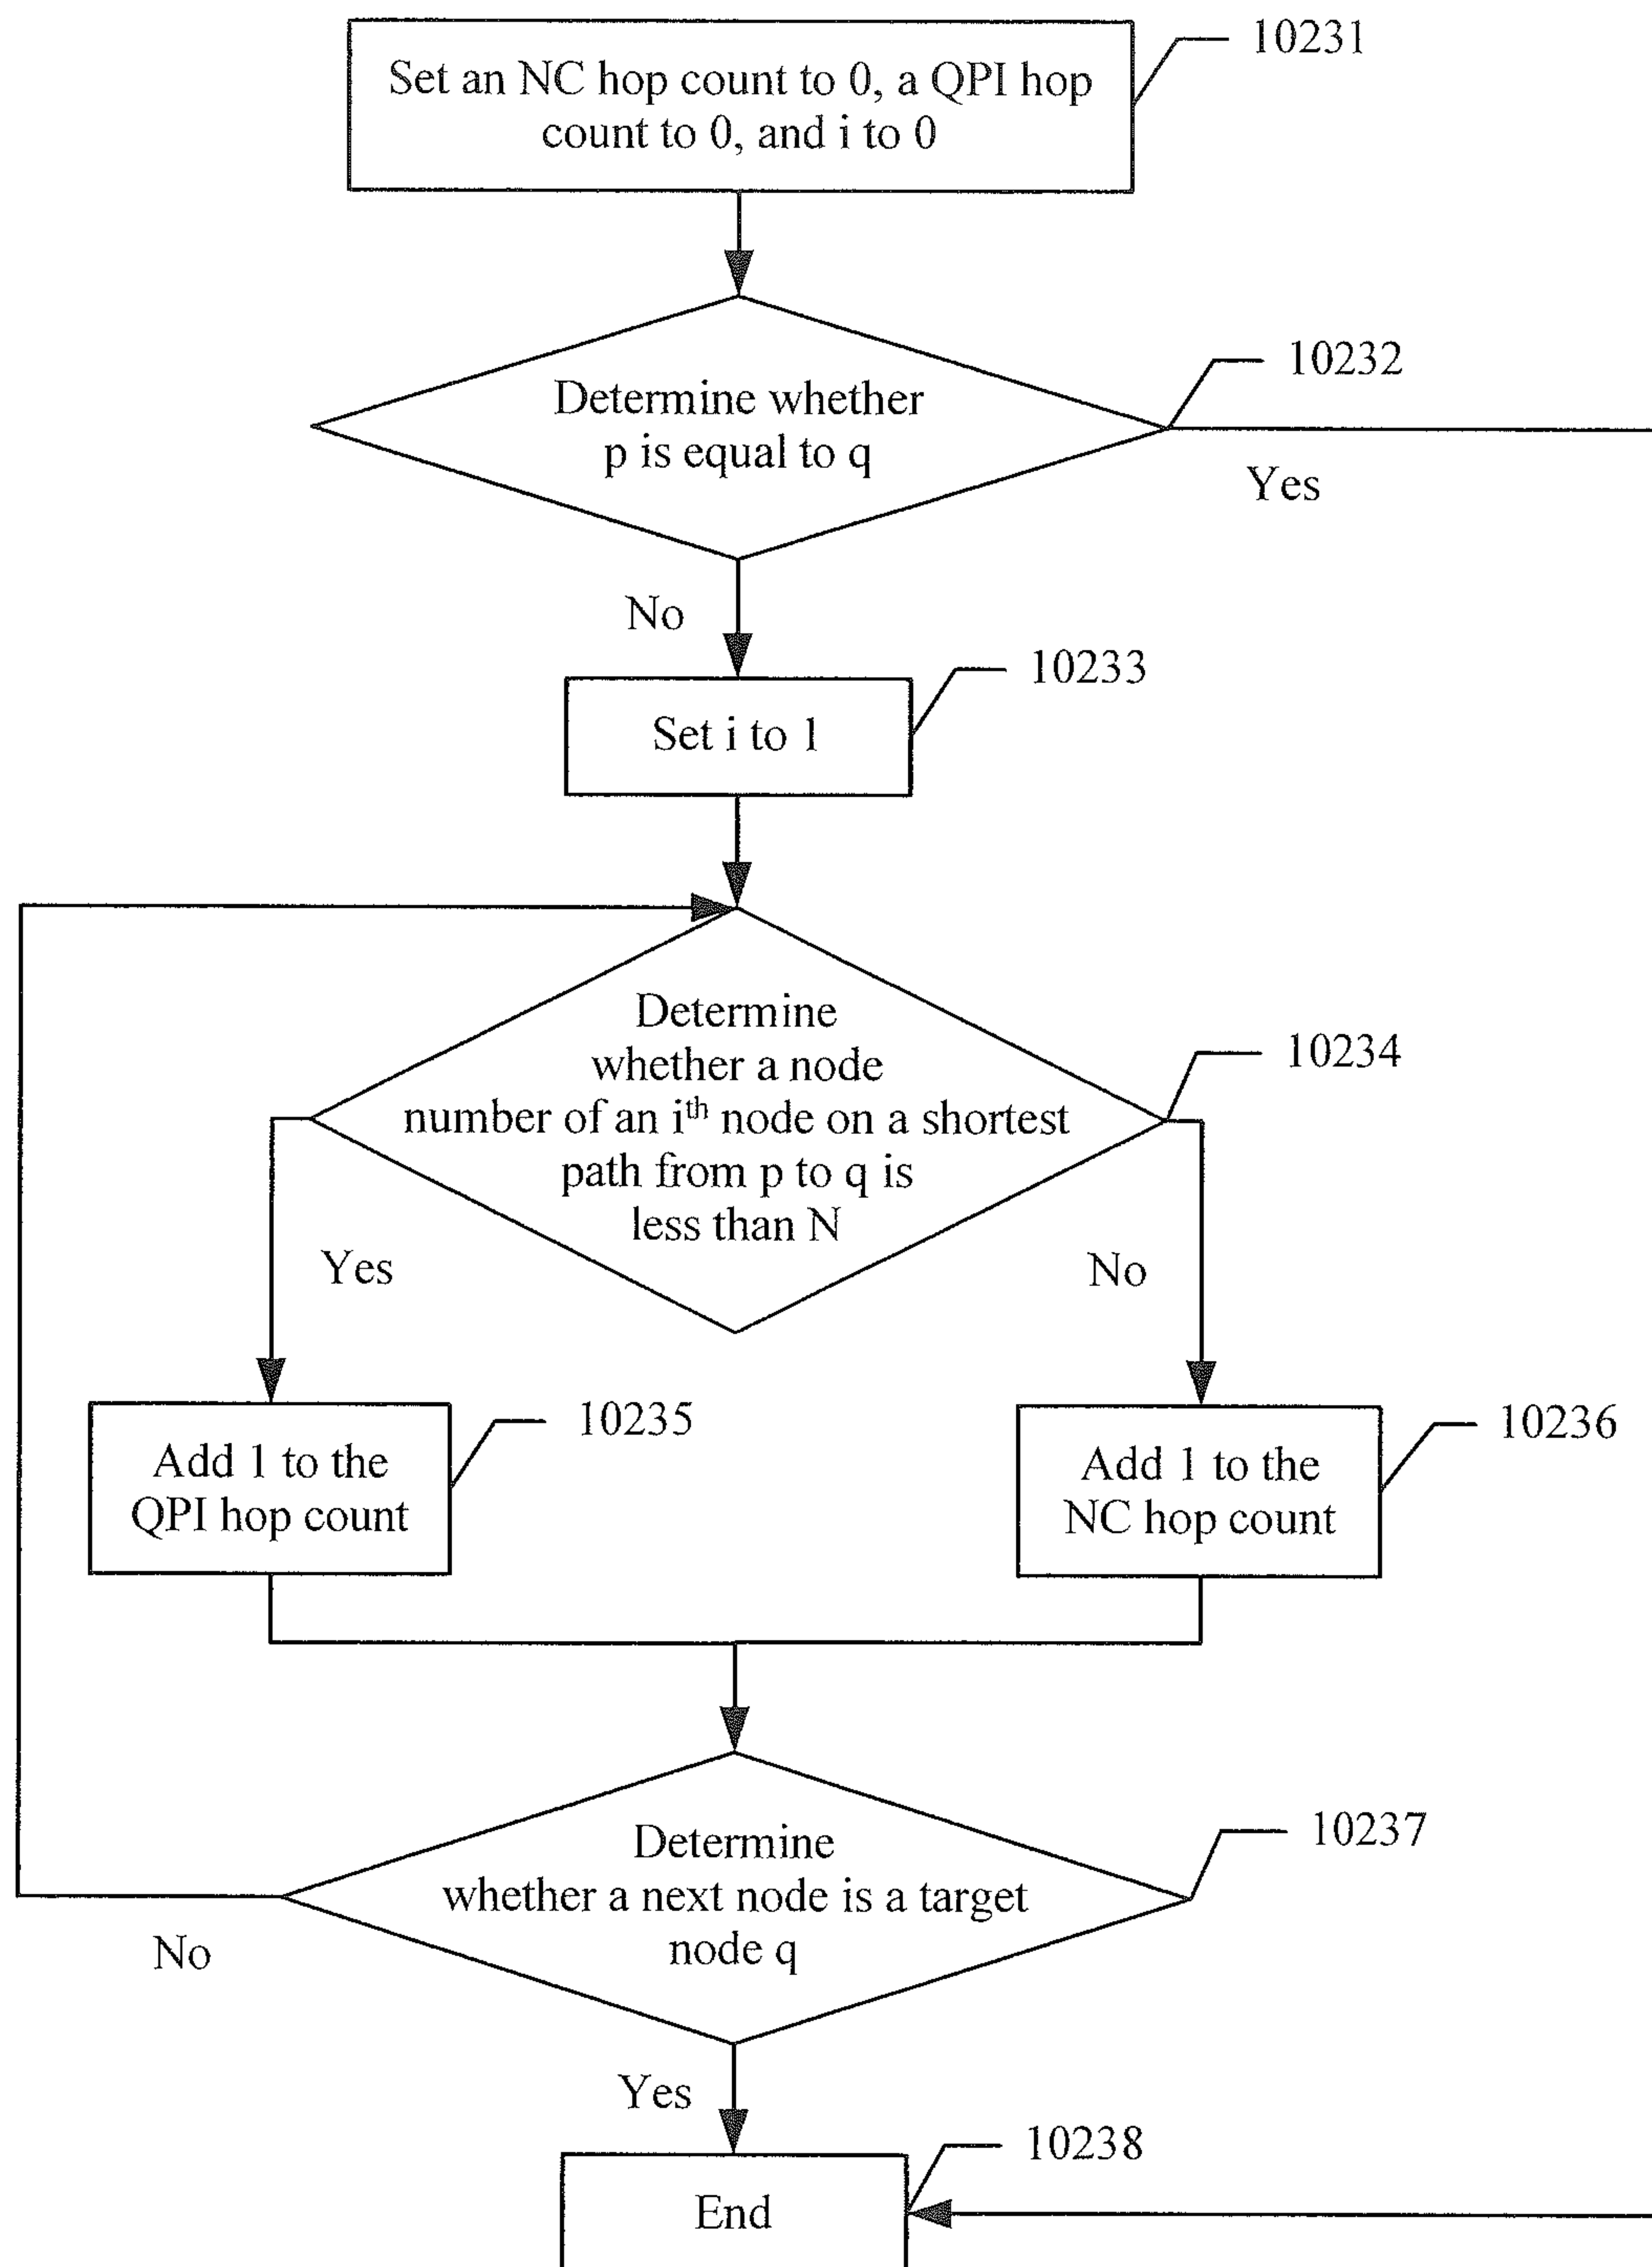 10231
Set an NC hop count to 0, a QPI hop
count to 0, and i to 0
10232
Determine whether
p is equal to q
Yes
No
10233
Set i to 1
10234
Determine
whether a node
number of an iᵗʰ node on a shortest
path from p to q is
less than N
Yes
No
10235
Add 1 to the
QPI hop count
10236
Add 1 to the
NC hop count
10237
Determine
whether a next node is a target
node q
No
Yes
10238
End